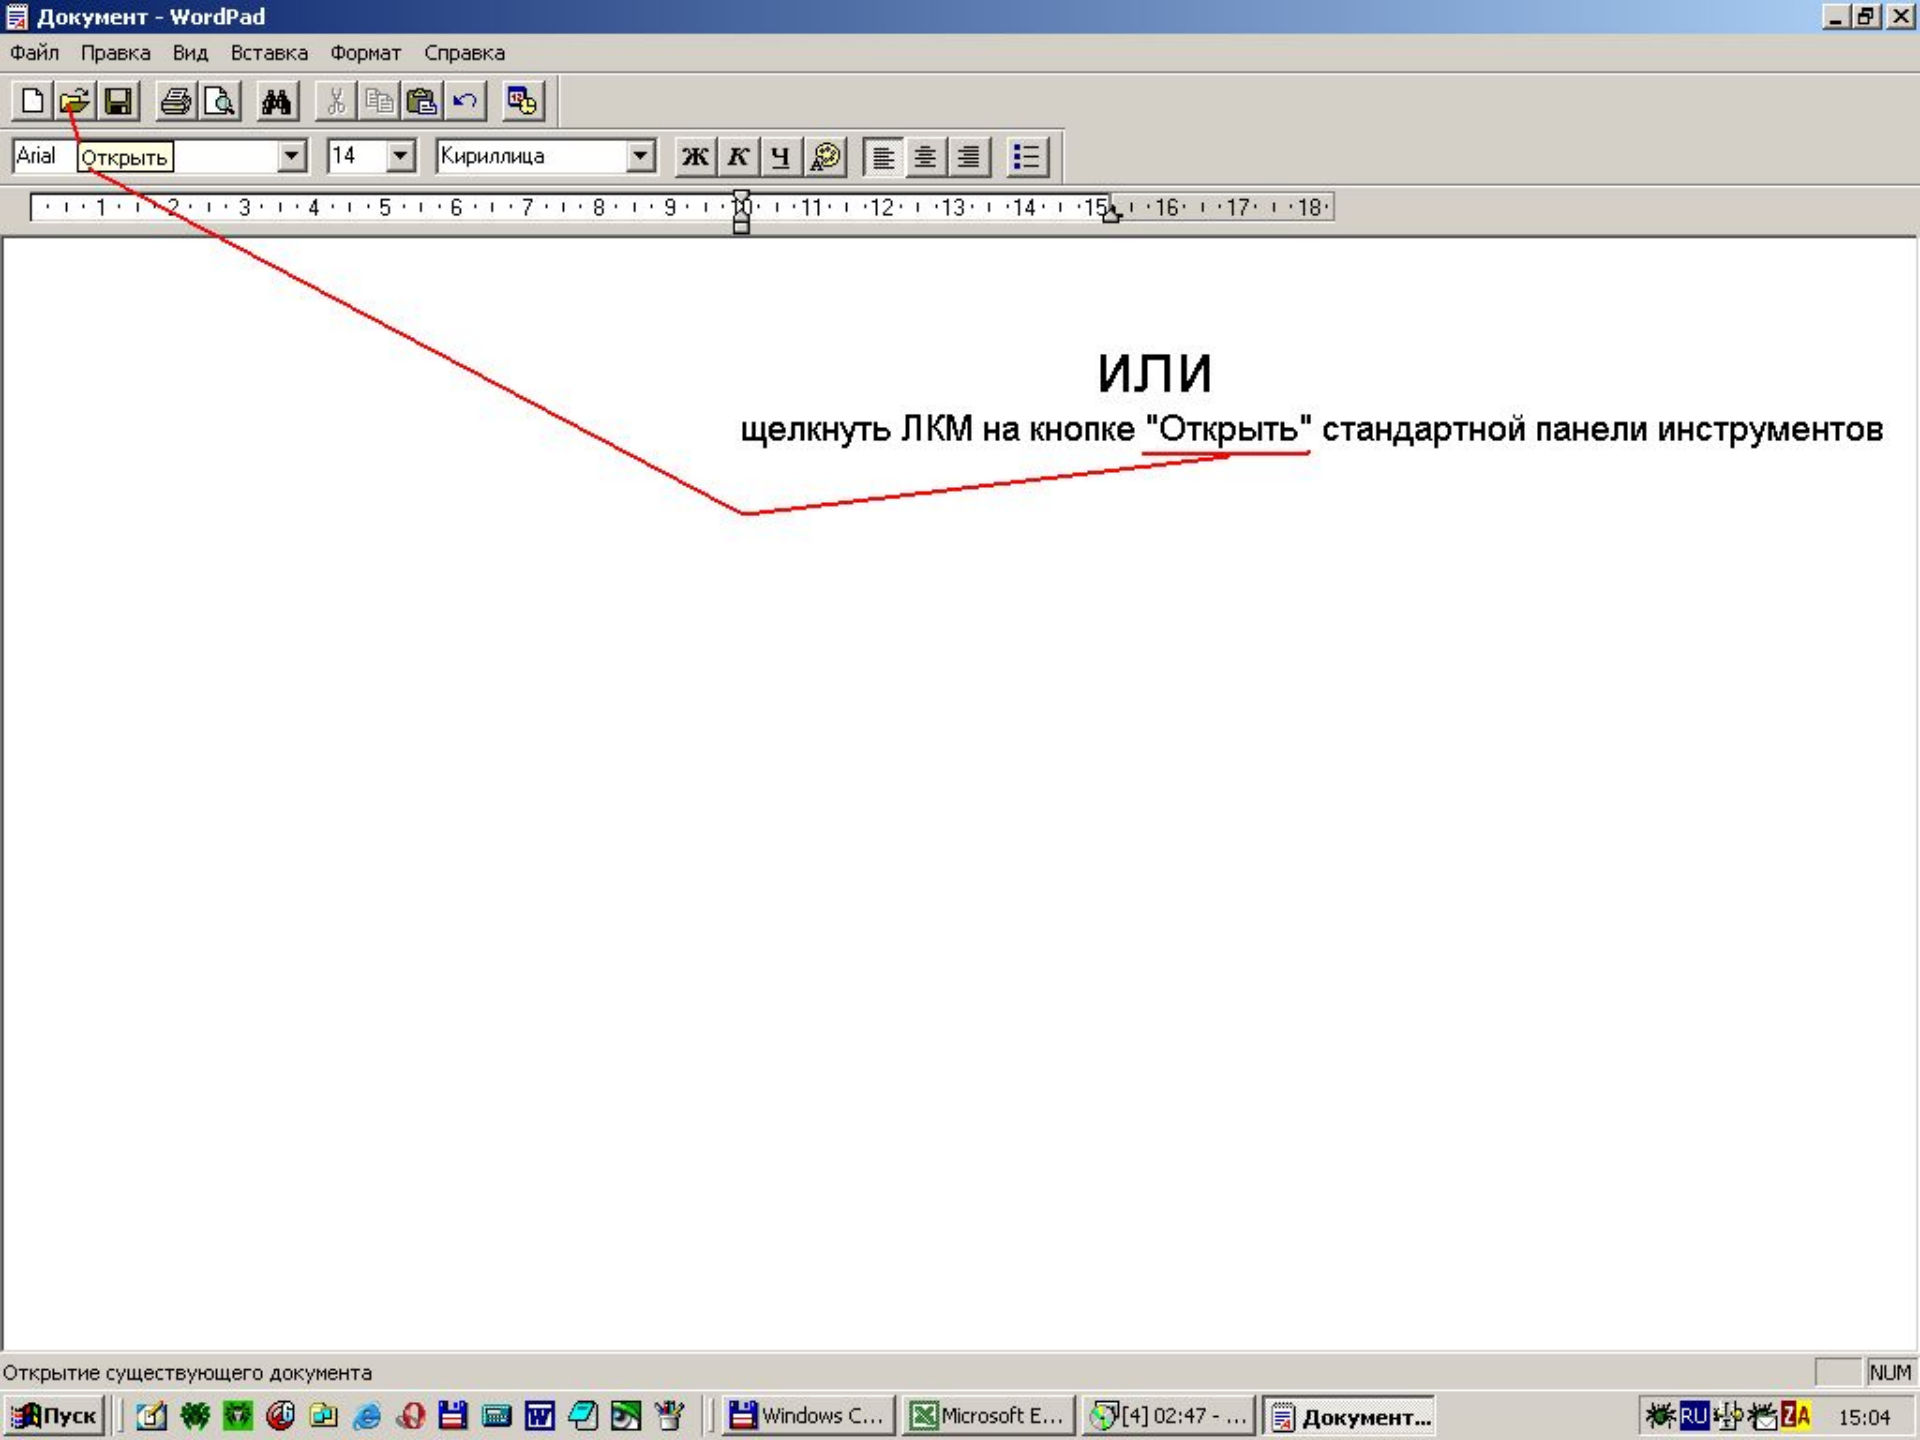 Документ - WordPad
Файл Правка Вид Вставка Формат Справка
Arial Открыть 14 Кириллица Ж К Ч
1 2 3 4 5 6 7 8 9 10 11 12 13 14 15 16 17 18
ИЛИ
щелкнуть ЛКМ на кнопке "Открыть" стандартной панели инструментов
Открытие существующего документа NUM
Пуск Windows C... Microsoft E... [4] 02:47 - ... Документ... RU ZA 15:04